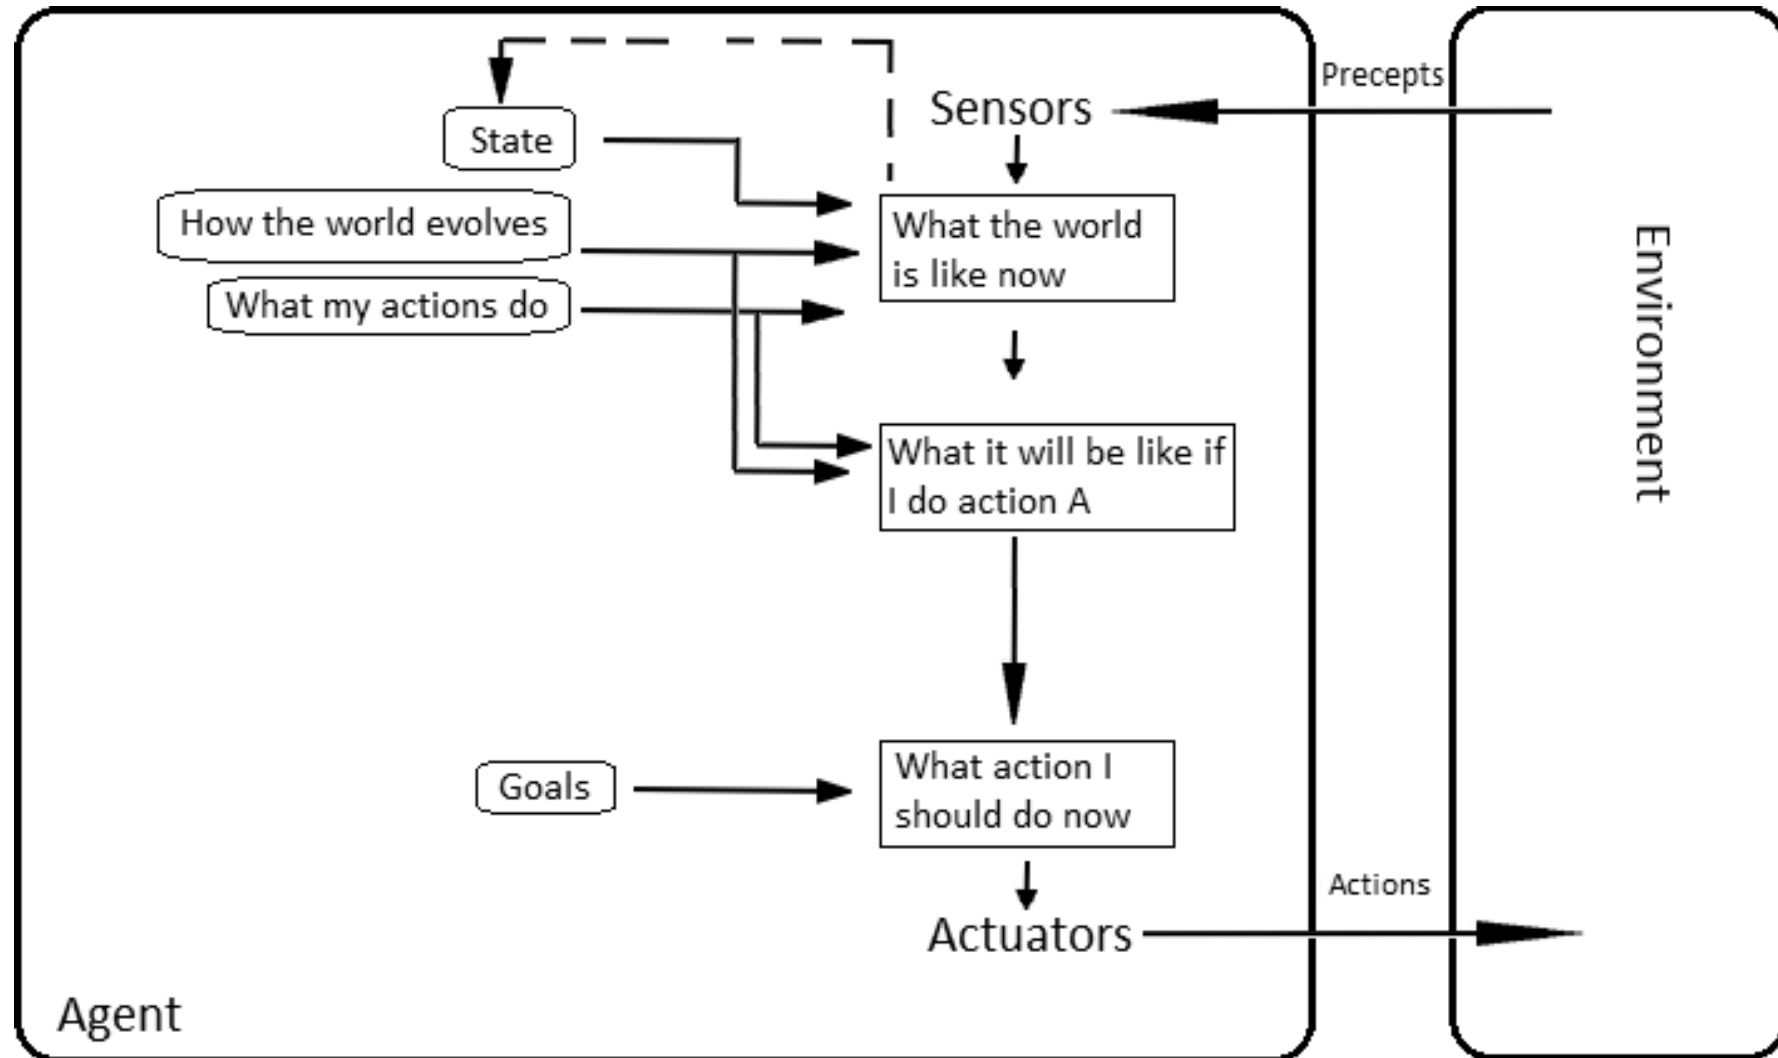 Precepts
Sensors
State
How the world evolves
What the world
is like now
What my actions do
What it will be like if
I do action A
Environment
Goals
What action I
should do now
Actions
Actuators
Agent